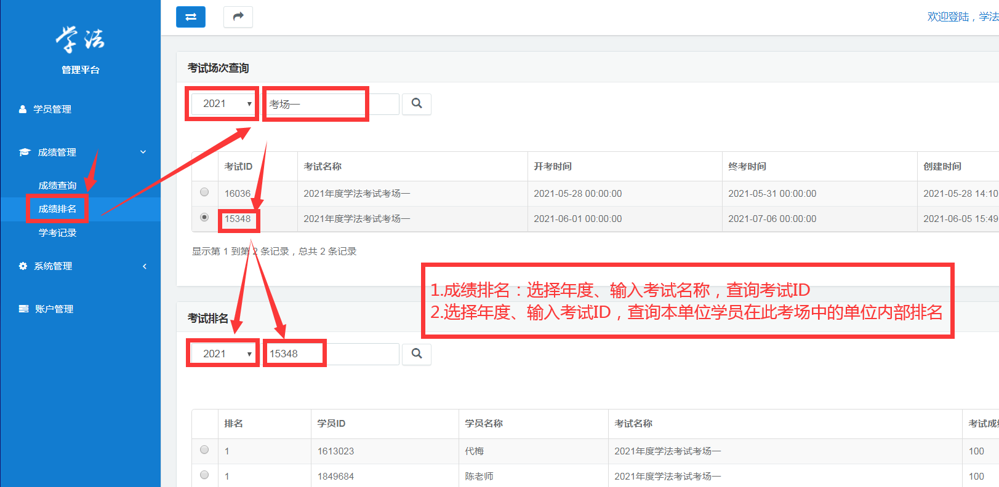 欢迎登陆，学法
学法
管理平台
学员管理
成绩管理
成绩查询
成绩排名
学考记录
系统管理
账户管理
考试场次查询
2021 考场一
考试ID 考试名称 开考时间 终考时间 创建时间
16036 2021年度学法考试考场一 2021-05-28 00:00:00 2021-05-31 00:00:00 2021-05-28 14:10
15348 2021年度学法考试考场一 2021-06-01 00:00:00 2021-07-06 00:00:00 2021-06-05 15:49
显示第 1 到第 2 条记录，总共 2 条记录
1.成绩排名：选择年度、输入考试名称，查询考试ID
2.选择年度、输入考试ID，查询本单位学员在此考场中的单位内部排名
考试排名
2021 15348
排名 学员ID 学员名称 考试名称 考试成绩
1 1613023 代梅 2021年度学法考试考场一 100
1 1849684 陈老师 2021年度学法考试考场一 100